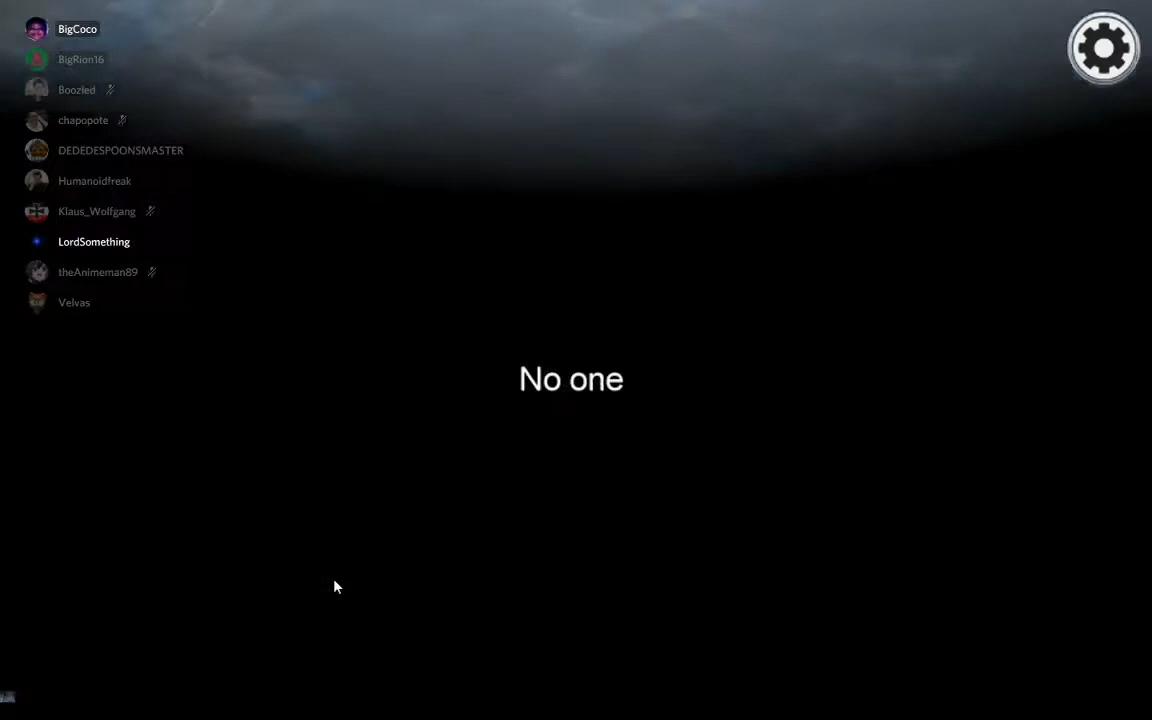 BigCoco
BigRion16
Boozled
chapopote
DEDEDESPOONSMASTER
Humanoidfreak
Klaus_Wolfgang
LordSomething
theAnimeman89
Velvas
No one